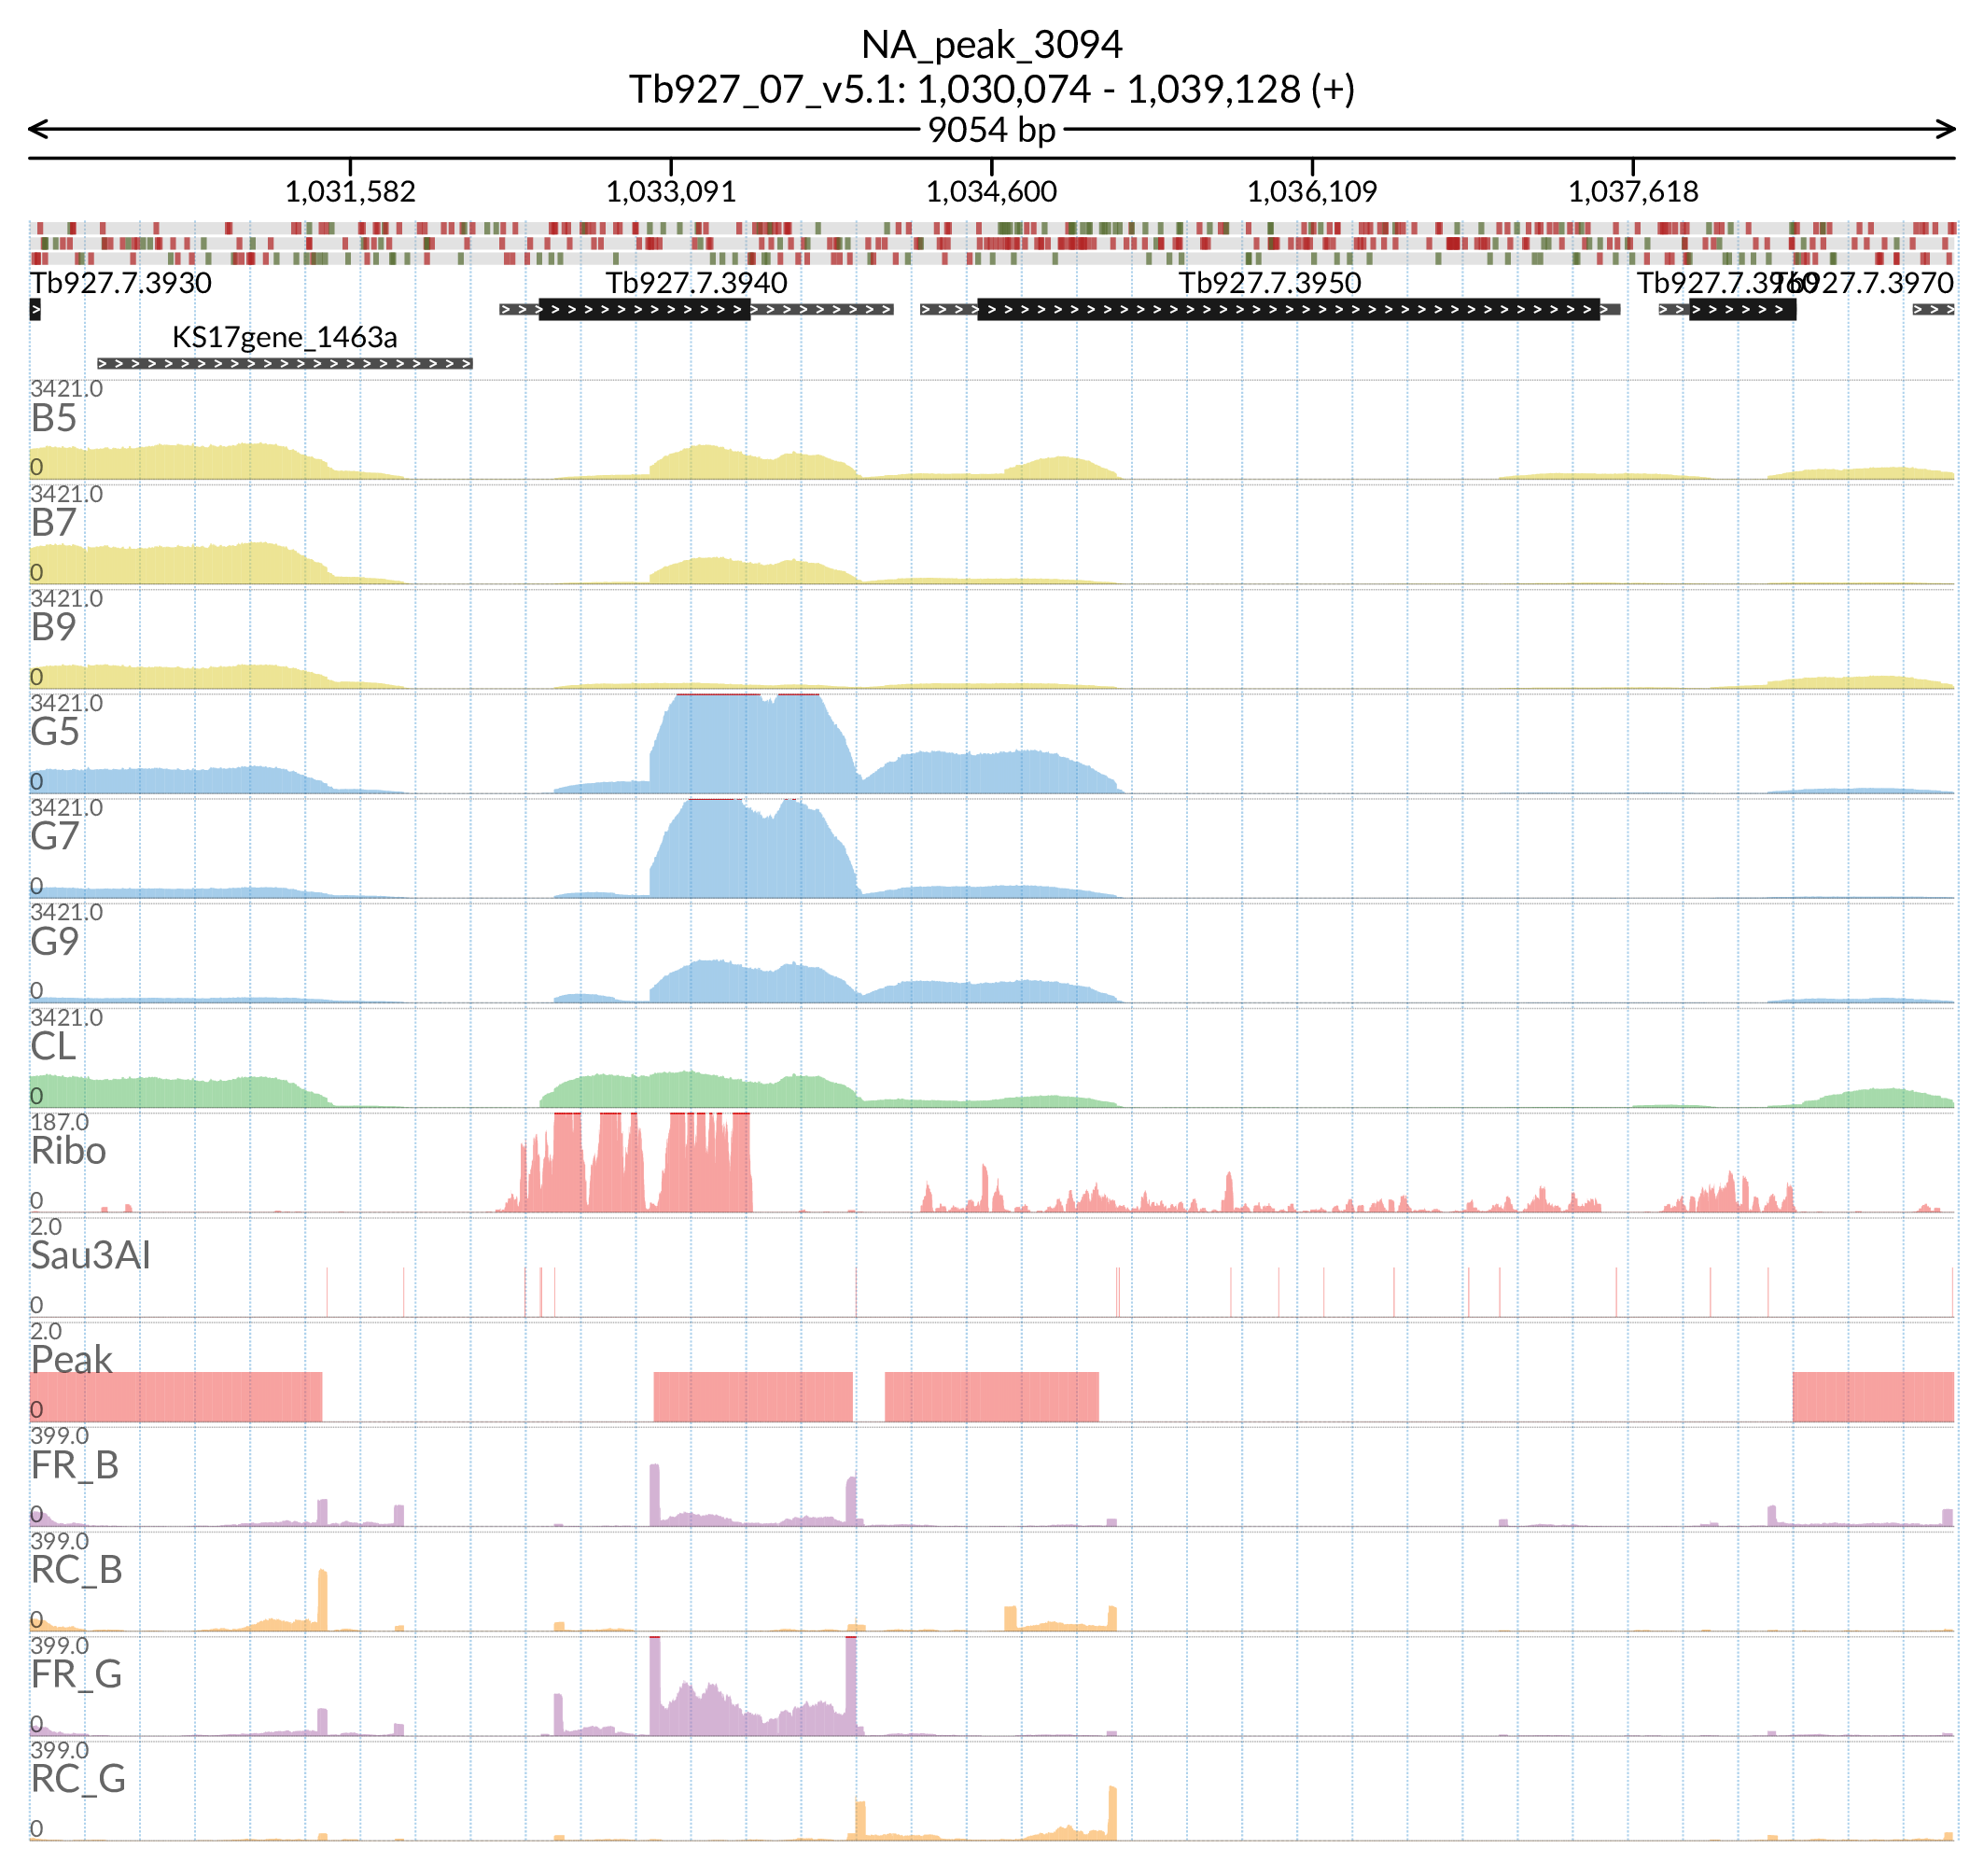 NA_peak_3094
Tb927_07_v5.1: 1,030,074 - 1,039,128 (+)
9054 bp
1,031,582 1,033,091 1,034,600 1,036,109 1,037,618
Tb927.7.3930 Tb927.7.3940 Tb927.7.3950 Tb927.7.3960 Tb927.7.3970
KS17gene_1463a
3421.0
B5
0
3421.0
B7
0
3421.0
B9
0
3421.0
G5
0
3421.0
G7
0
3421.0
G9
0
3421.0
CL
0
187.0
Ribo
0
2.0
Sau3AI
0
2.0
Peak
0
399.0
FR_B
0
399.0
RC_B
0
399.0
FR_G
0
399.0
RC_G
0